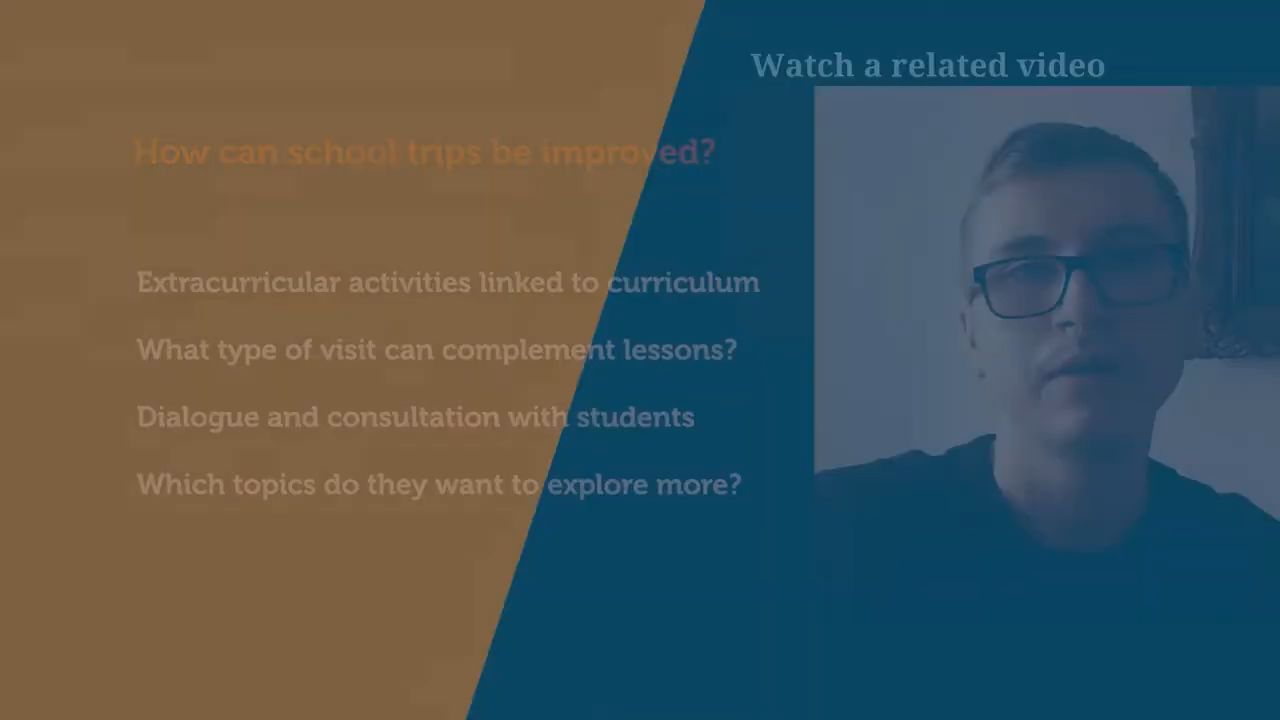 Watch a related video
How can school trips be improved?
Extracurricular activities linked to curriculum
What type of visit can complement lessons?
Dialogue and consultation with students
Which topics do they want to explore more?